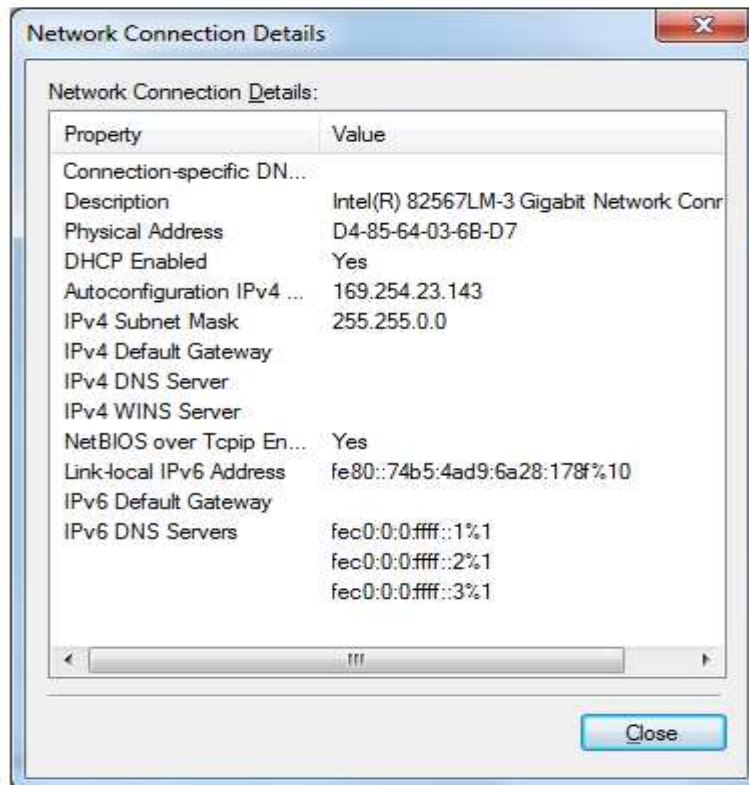 Network Connection Details
Network Connection Details:
Property Value
Connection-specific DN...
Description Intel(R) 82567LM-3 Gigabit Network Conr
Physical Address D4-85-64-03-6B-D7
DHCP Enabled Yes
Autoconfiguration IPv4 ... 169.254.23.143
IPv4 Subnet Mask 255.255.0.0
IPv4 Default Gateway
IPv4 DNS Server
IPv4 WINS Server
NetBIOS over Tcpip En... Yes
Link-local IPv6 Address fe80::74b5:4ad9:6a28:178f%10
IPv6 Default Gateway
IPv6 DNS Servers fec0:0:0:ffff::1%1
fec0:0:0:ffff::2%1
fec0:0:0:ffff::3%1
Close